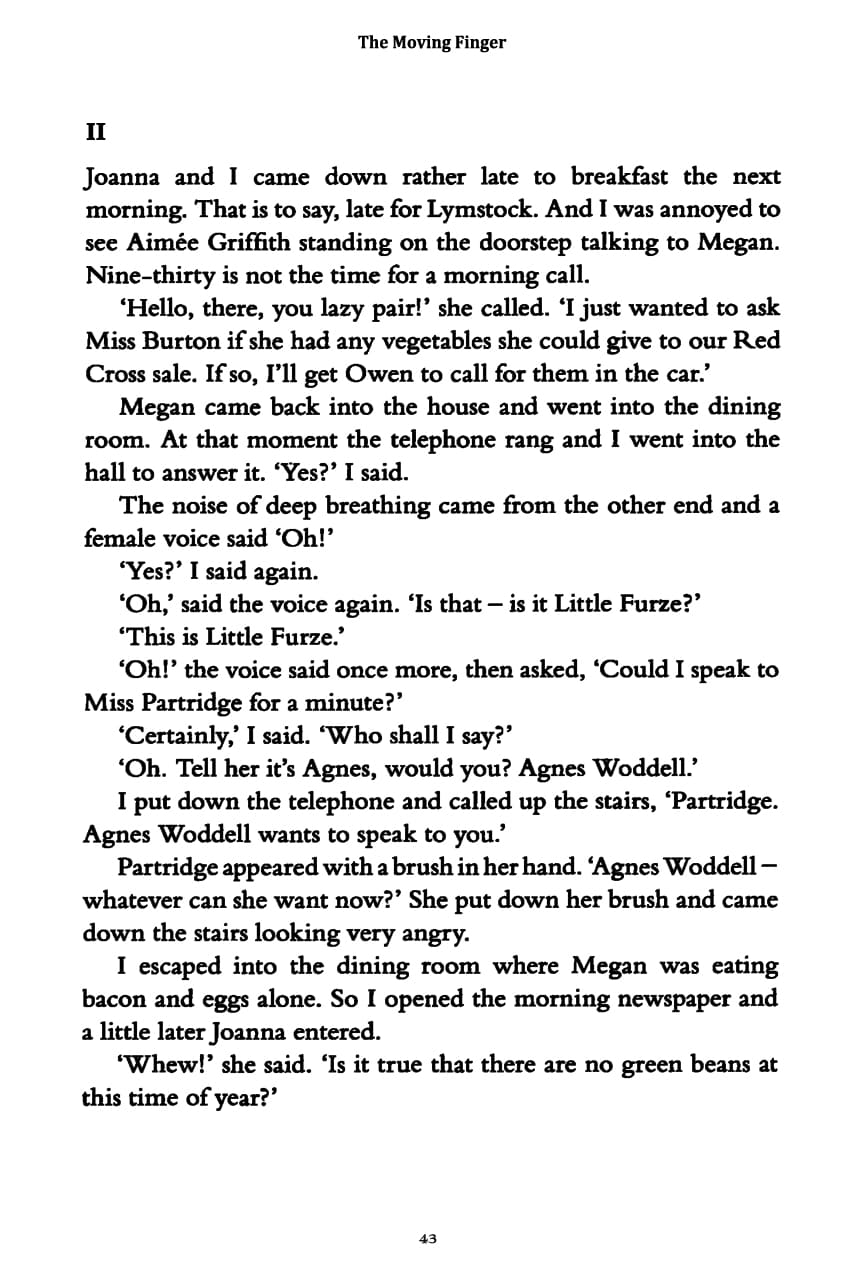 The Moving Finger
II
Joanna and I came down rather late to breakfast the next
morning. That is to say, late for Lymstock. And I was annoyed to
see Aimée Griffith standing on the doorstep talking to Megan.
Nine-thirty is not the time for a morning call.
‘Hello, there, you lazy pair!’ she called. ‘I just wanted to ask
Miss Burton if she had any vegetables she could give to our Red
Cross sale. If so, I’ll get Owen to call for them in the car.’
Megan came back into the house and went into the dining
room. At that moment the telephone rang and I went into the
hall to answer it. ‘Yes?’ I said.
The noise of deep breathing came from the other end and a
female voice said ‘Oh!’
‘Yes?’ I said again.
‘Oh,’ said the voice again. ‘Is that – is it Little Furze?’
‘This is Little Furze.’
‘Oh!’ the voice said once more, then asked, ‘Could I speak to
Miss Partridge for a minute?’
‘Certainly,’ I said. ‘Who shall I say?’
‘Oh. Tell her it’s Agnes, would you? Agnes Woddell.’
I put down the telephone and called up the stairs, ‘Partridge.
Agnes Woddell wants to speak to you.’
Partridge appeared with a brush in her hand. ‘Agnes Woddell –
whatever can she want now?’ She put down her brush and came
down the stairs looking very angry.
I escaped into the dining room where Megan was eating
bacon and eggs alone. So I opened the morning newspaper and
a little later Joanna entered.
‘Whew!’ she said. ‘Is it true that there are no green beans at
this time of year?’
43